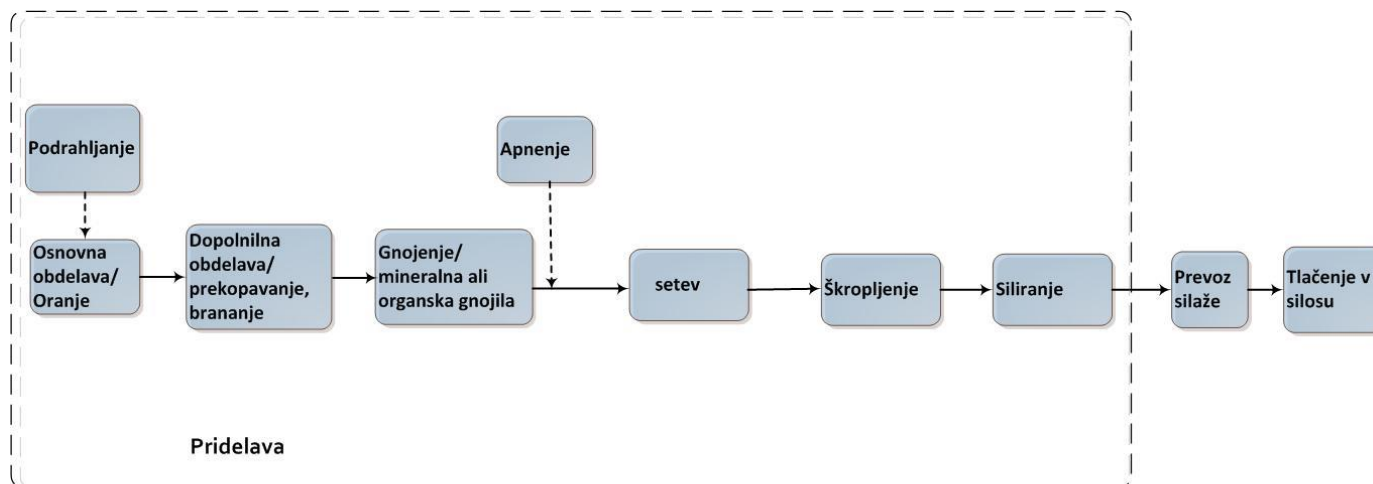 Podrahljanje
Apnenje
Osnovna
obdelava/
Oranje
Dopolnilna
obdelava/
prekopavanje,
brananje
Gnojenje/
mineralna ali
organska gnojila
setev
Škropljenje
Siliranje
Prevoz
silaže
Tlačenje v
silosu
Pridelava